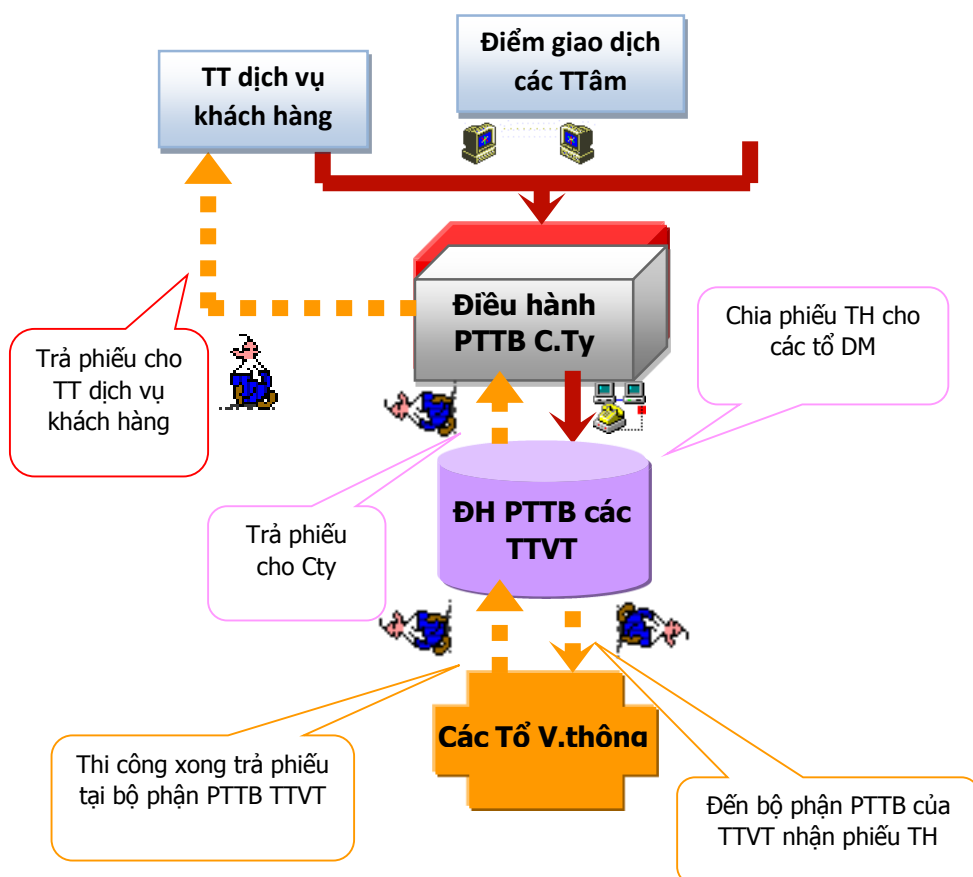 Điểm giao dịch
các TTâm
TT dịch vụ
khách hàng
Điều hành
PTTB C.Ty
Chia phiếu TH cho
các tổ DM
Trả phiếu cho
TT dịch vụ
khách hàng
ĐH PTTB các
TTVT
Trả phiếu
cho Cty
Các Tổ V.thông
Thi công xong trả phiếu
tại bộ phận PTTB TTVT
Đến bộ phận PTTB của
TTVT nhận phiếu TH